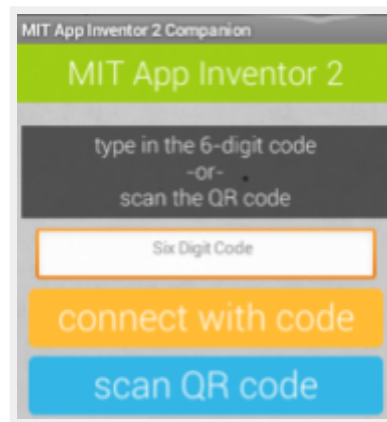 MIT App Inventor 2 Companion
MIT App Inventor 2
type in the 6-digit code
-or-
scan the QR code
Six Digit Code
connect with code
scan QR code